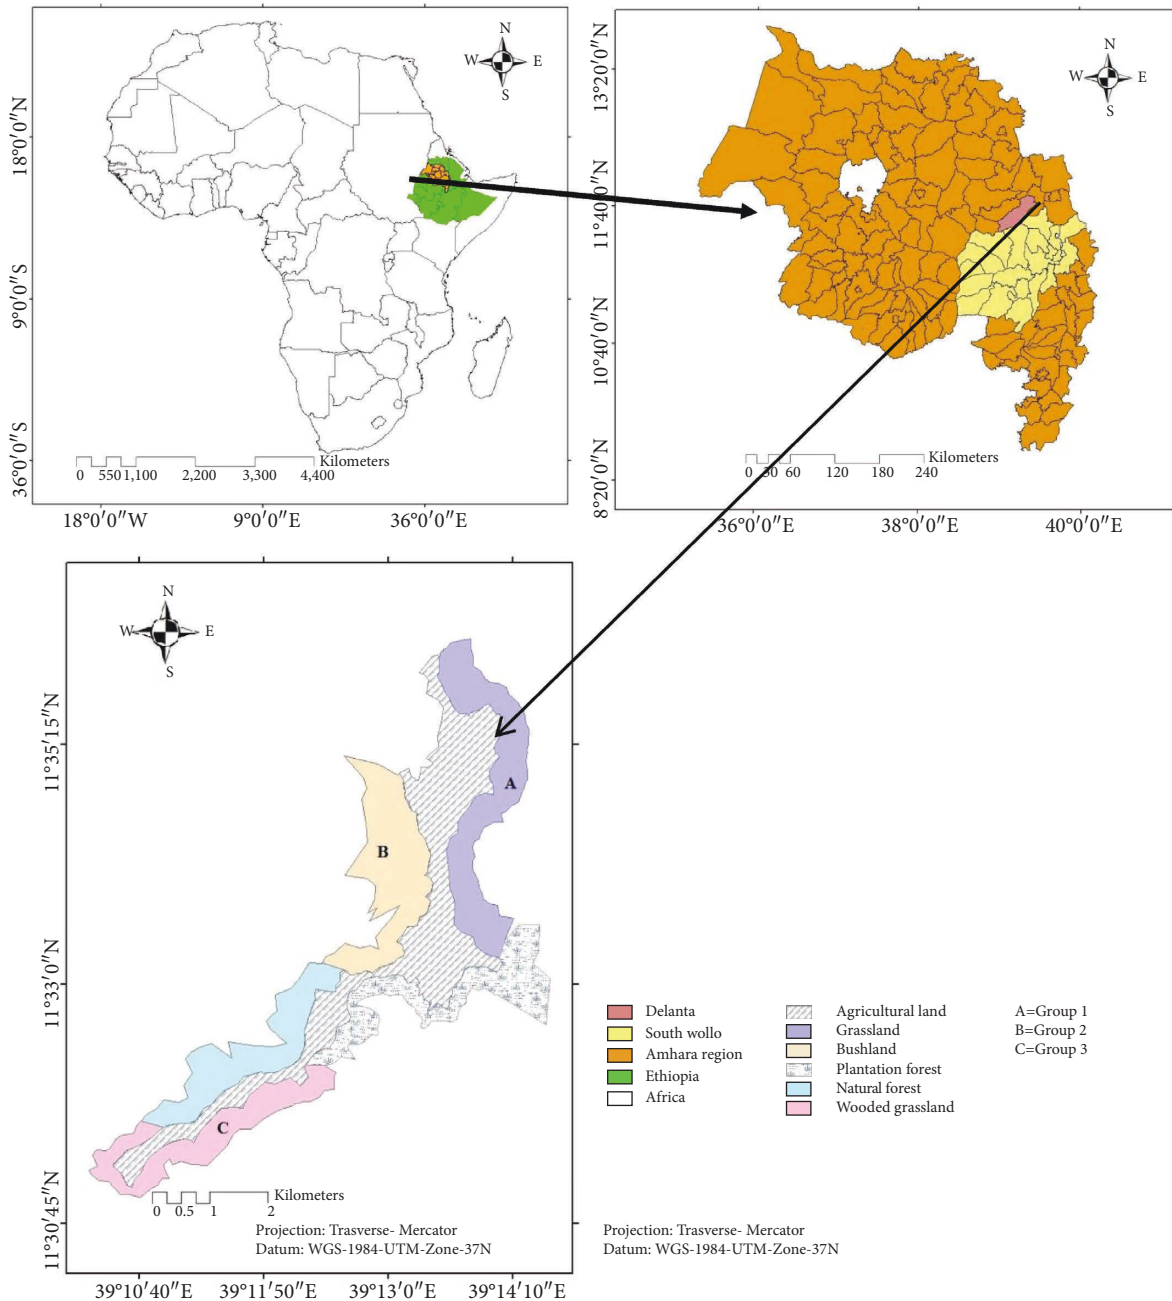 N
W E
S
18°0′0″N
9°0′0″S
36°0′0″S
Kilometers
0 550 1,100 2,200 3,300 4,400
18°0′0″W 9°0′0″E 36°0′0″E
N
W E
S
13°20′0″N
11°40′0″N
10°40′0″N
8°20′0″N
Kilometers
0 30 60 120 180 240
36°0′0″E 38°0′0″E 40°0′0″E
N
W E
S
11°35′15″N
11°33′0″N
11°30′45″N
A
B
C
Kilometers
0 0.5 1 2
Projection: Trasverse- Mercator
Datum: WGS-1984-UTM-Zone-37N
39°10′40″E 39°11′50″E 39°13′0″E 39°14′10″E
Delanta
South wollo
Amhara region
Ethiopia
Africa
Agricultural land
Grassland
Bushland
Plantation forest
Natural forest
Wooded grassland
A=Group 1
B=Group 2
C=Group 3
Projection: Trasverse- Mercator
Datum: WGS-1984-UTM-Zone-37N